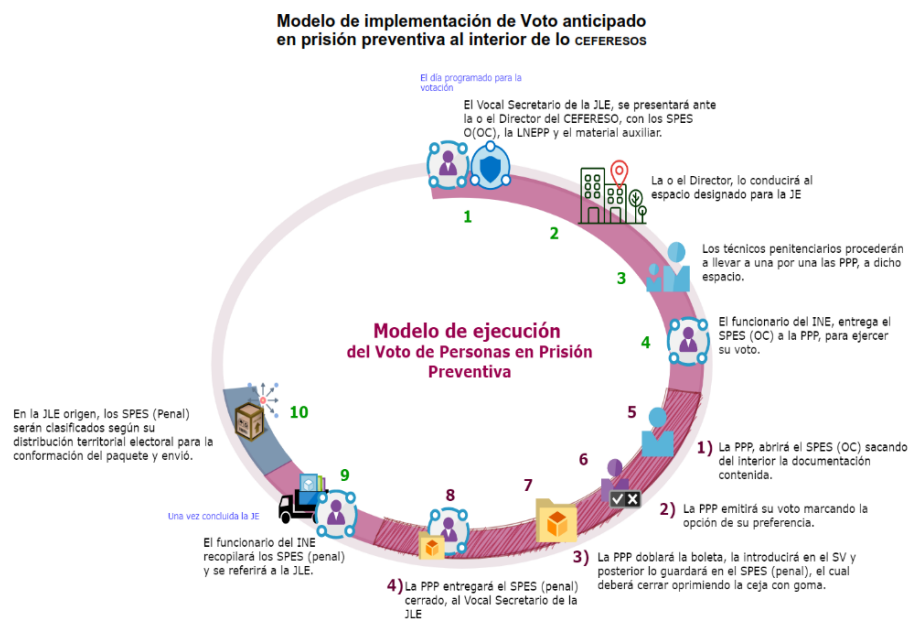 Modelo de implementación de Voto anticipado
en prisión preventiva al interior de lo CEFERESOS
El día programado para la
votación
El Vocal Secretario de la JLE, se presentará ante
la o el Director del CEFERESO, con los SPES
O(OC), la LNEPP y el material auxiliar.
1
La o el Director, lo conducirá al
espacio designado para la JE
2
Los técnicos penitenciarios procederán
a llevar a una por una las PPP, a dicho
espacio.
3
El funcionario del INE, entrega el
SPES (OC) a la PPP, para ejercer
su voto.
4
Modelo de ejecución
del Voto de Personas en Prisión
Preventiva
5
1) La PPP, abrirá el SPES (OC) sacando
del interior la documentación
contenida.
6
2) La PPP emitirá su voto marcando la
opción de su preferencia.
7
3) La PPP doblará la boleta, la Introducirá en el SV y
posterior lo guardará en el SPES (penal), el cual
deberá cerrar oprimiendo la ceja con goma.
8
4) La PPP entregará el SPES (penal)
cerrado, al Vocal Secretario de la
JLE
9
Una vez concluida la JE
El funcionario del INE
recopilará los SPES (penal)
y se referirá a la JLE.
10
En la JLE origen, los SPES (Penal)
serán clasificados según su
distribución territorial electoral para la
conformación del paquete y envió.